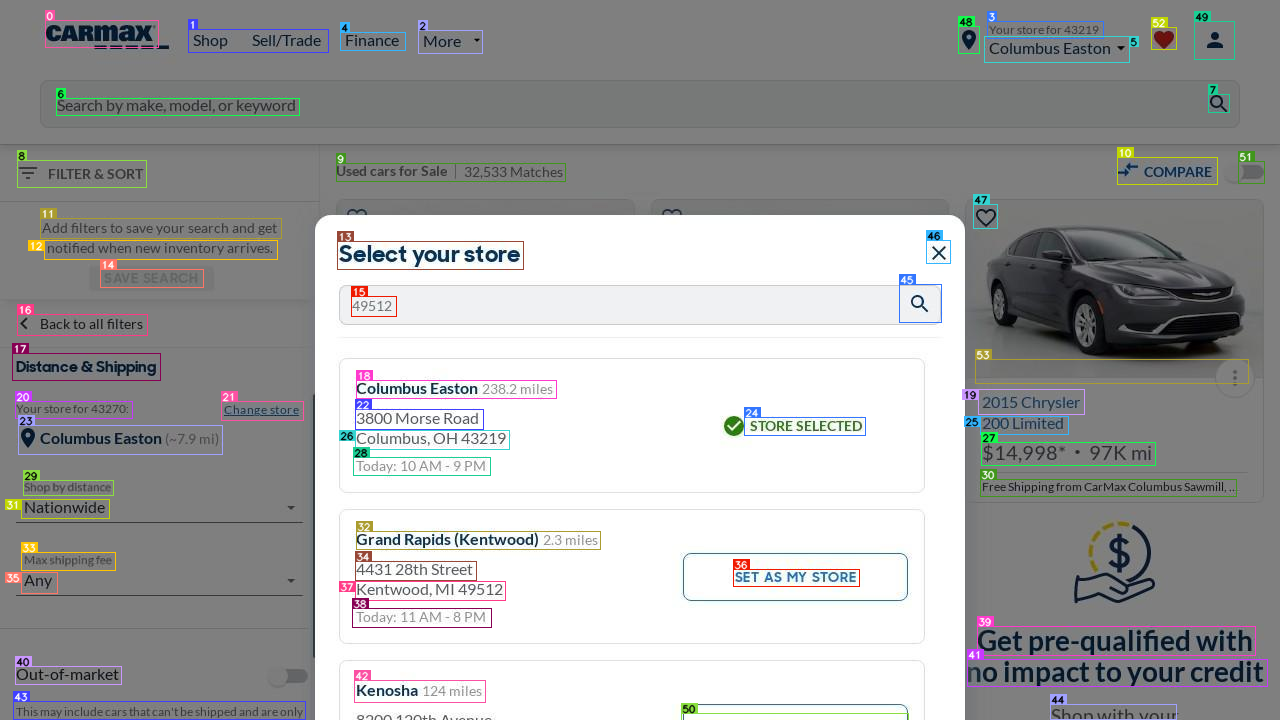 CARMAX
Shop
Sell/Trade
Finance
More
Your store for 43219
Columbus Easton
Search by make, model, or keyword
FILTER & SORT
Used cars for Sale
32,533 Matches
COMPARE
Add filters to save your search and get
notified when new inventory arrives.
SAVE SEARCH
Back to all filters
Distance & Shipping
Your store for 43270:
Change store
Columbus Easton (~7.9 mi)
Shop by distance
Nationwide
Max shipping fee
Any
Out-of-market
This may include cars that can't be shipped and are only
Select your store
49512
Columbus Easton 238.2 miles
3800 Morse Road
Columbus, OH 43219
Today: 10 AM - 9 PM
STORE SELECTED
Grand Rapids (Kentwood) 2.3 miles
4431 28th Street
Kentwood, MI 49512
Today: 11 AM - 8 PM
SET AS MY STORE
Kenosha 124 miles
8200 120th Avenue
2015 Chrysler
200 Limited
$14,998* • 97K mi
Free Shipping from CarMax Columbus Sawmill, ...
Get pre-qualified with
no impact to your credit
Shop with your